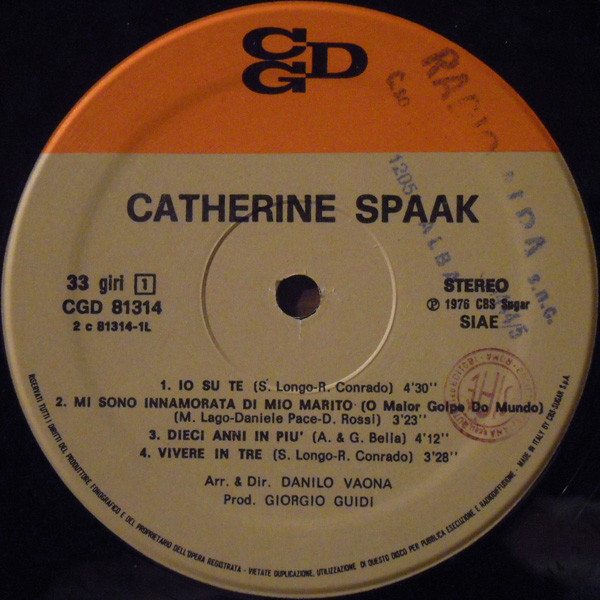 CGD
CATHERINE SPAAK
33 giri 1
CGD 81314
2 c 81314-1L
STEREO
℗ 1976 CBS Sugar
SIAE
1. IO SU TE (S. Longo-R. Conrado) 4'30''
2. MI SONO INNAMORATA DI MIO MARITO (O Maior Golpe Do Mundo)
(M. Lago-Daniele Pace-D. Rossi) 3'23''
3. DIECI ANNI IN PIU' (A. & G. Bella) 4'12''
4. VIVERE IN TRE (S. Longo-R. Conrado) 3'28''
Arr. & Dir. DANILO VAONA
Prod. GIORGIO GUIDI
RISERVATI TUTTI I DIRITTI DEL PRODUTTORE FONOGRAFICO E DEL PROPRIETARIO DELL'OPERA REGISTRATA - VIETATE DUPLICAZIONE, UTILIZZAZIONE DI QUESTO DISCO PER PUBBLICA ESECUZIONE E RADIODIFFUSIONE - MADE IN ITALY BY CBS-SUGAR S.p.A.
C.so
ALBA
s.n.c.